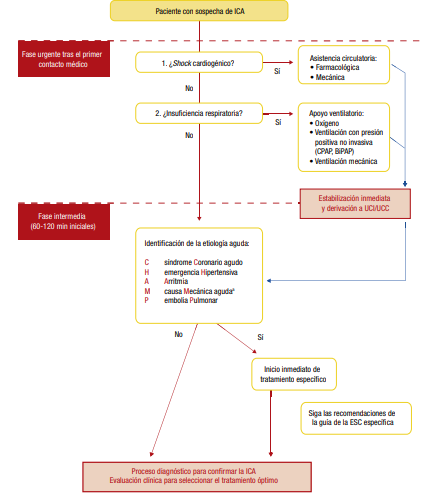 Paciente con sospecha de ICA
Fase urgente tras el primer
contacto médico
1. ¿Shock cardiogénico?
Sí
Asistencia circulatoria:
• Farmacológica
• Mecánica
No
2. ¿Insuficiencia respiratoria?
Sí
Apoyo ventilatorio:
• Oxígeno
• Ventilación con presión
positiva no invasiva
(CPAP, BiPAP)
• Ventilación mecánica
No
Estabilización inmediata
y derivación a UCI/UCC
Fase intermedia
(60-120 min iniciales)
Identificación de la etiología aguda:
C síndrome Coronario agudo
H emergencia Hipertensiva
A Arritmia
M causa Mecánica agudaᵇ
P embolia Pulmonar
No
Sí
Inicio inmediato de
tratamiento específico
Siga las recomendaciones de
la guía de la ESC específica
Proceso diagnóstico para confirmar la ICA
Evaluación clínica para seleccionar el tratamiento óptimo